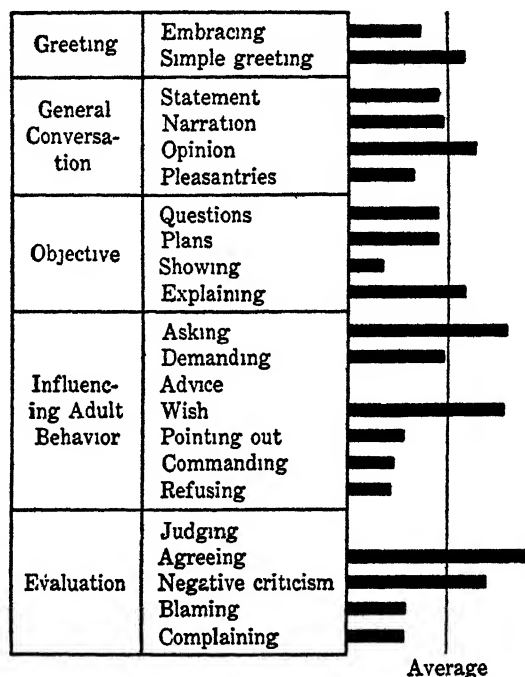 Greeting
Embracing
Simple greeting
General
Conversa-
tion
Statement
Narration
Opinion
Pleasantries
Objective
Questions
Plans
Showing
Explaining
Influenc-
ing Adult
Behavior
Asking
Demanding
Advice
Wish
Pointing out
Commanding
Refusing
Evaluation
Judging
Agreeing
Negative criticism
Blaming
Complaining
Average